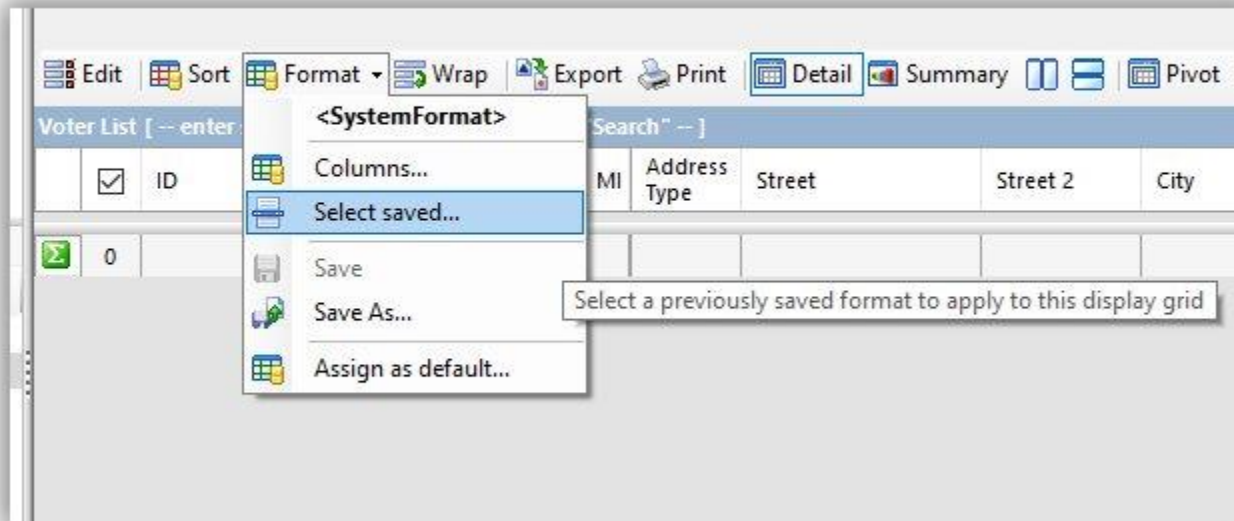 Edit Sort Format Wrap Export Print Detail Summary Pivot
<SystemFormat>
Voter List [ -- enter "Search" -- ]
Columns...
ID MI Address Type Street Street 2 City
Select saved...
0
Save
Select a previously saved format to apply to this display grid
Save As...
Assign as default...